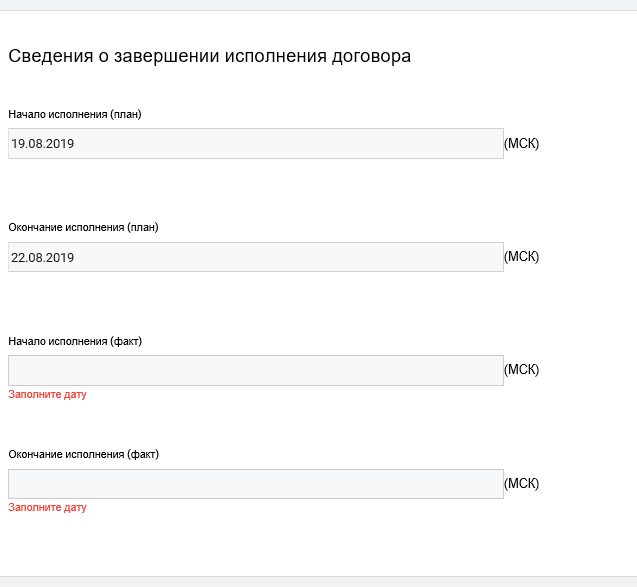 Сведения о завершении исполнения договора
Начало исполнения (план)
19.08.2019 (МСК)
Окончание исполнения (план)
22.08.2019 (МСК)
Начало исполнения (факт)
(МСК)
Заполните дату
Окончание исполнения (факт)
(МСК)
Заполните дату